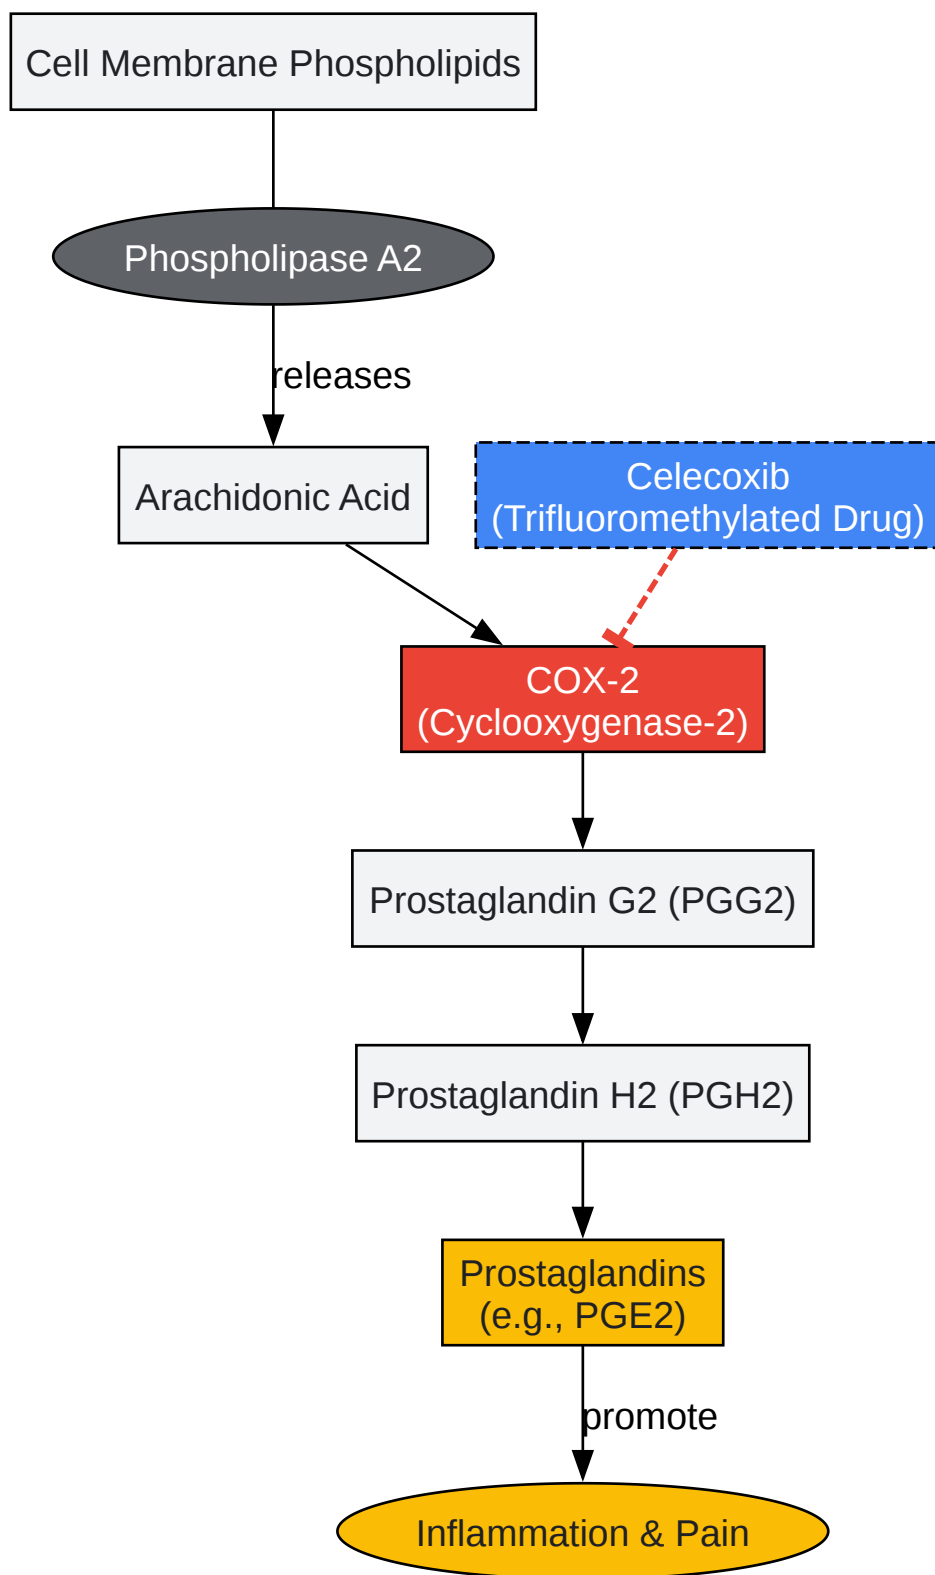 Cell Membrane Phospholipids
Phospholipase A2
releases
Arachidonic Acid
Celecoxib
(Trifluoromethylated Drug)
COX-2
(Cyclooxygenase-2)
Prostaglandin G2 (PGG2)
Prostaglandin H2 (PGH2)
Prostaglandins
(e.g., PGE2)
promote
Inflammation & Pain